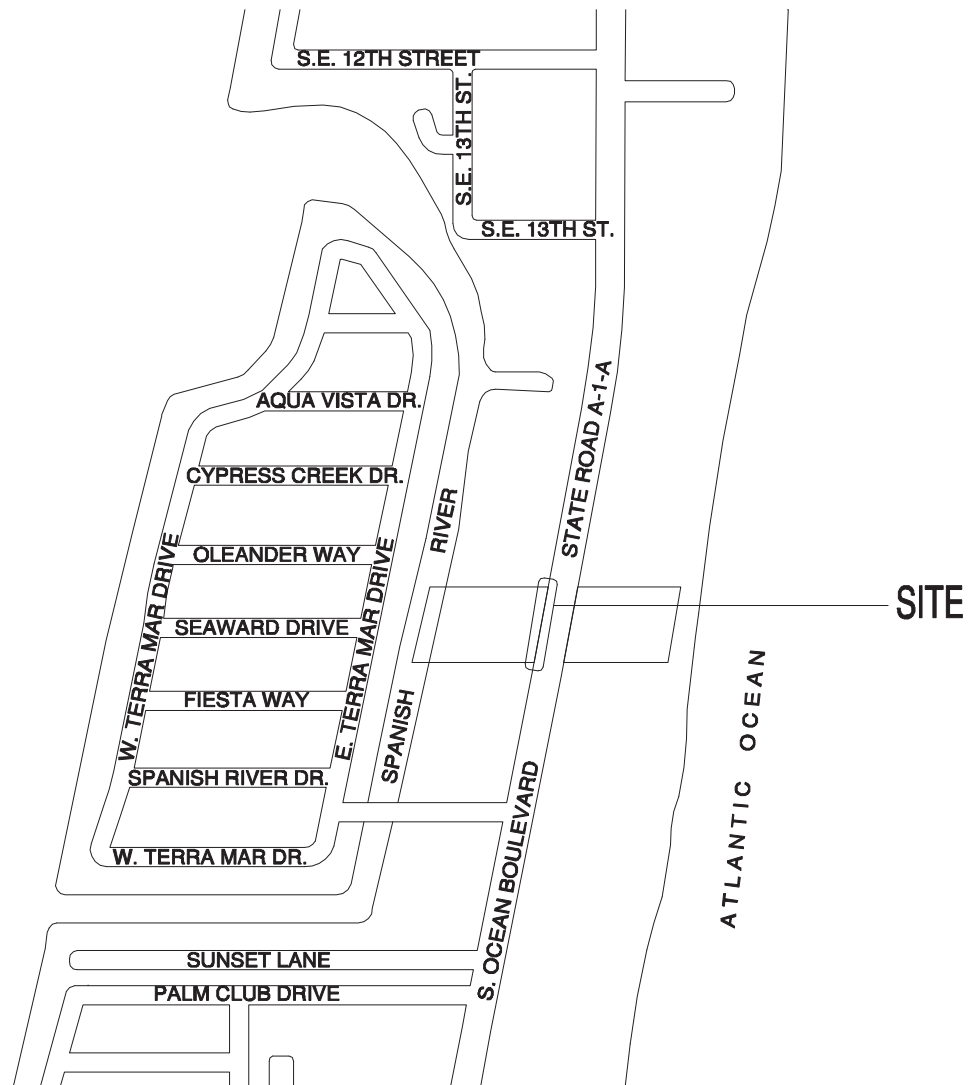 S.E. 12TH STREET
S.E. 13TH ST.
S.E. 13TH ST.
STATE ROAD A-1-A
AQUA VISTA DR.
CYPRESS CREEK DR.
RIVER
OLEANDER WAY
W. TERRA MAR DRIVE
E. TERRA MAR DRIVE
SITE
SEAWARD DRIVE
FIESTA WAY
SPANISH
ATLANTIC OCEAN
SPANISH RIVER DR.
S. OCEAN BOULEVARD
W. TERRA MAR DR.
SUNSET LANE
PALM CLUB DRIVE